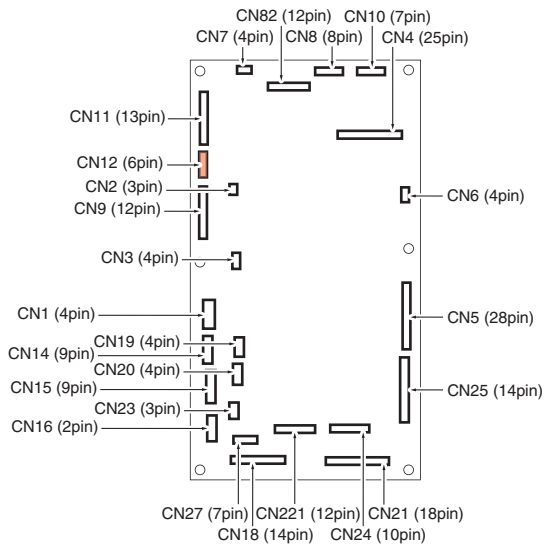 CN82 (12pin) CN10 (7pin)
CN7 (4pin) CN8 (8pin) CN4 (25pin)
CN11 (13pin)
CN12 (6pin)
CN2 (3pin)
CN6 (4pin)
CN9 (12pin)
CN3 (4pin)
CN1 (4pin)
CN5 (28pin)
CN19 (4pin)
CN14 (9pin)
CN20 (4pin)
CN15 (9pin)
CN25 (14pin)
CN23 (3pin)
CN16 (2pin)
CN27 (7pin) CN221 (12pin) CN21 (18pin)
CN18 (14pin) CN24 (10pin)